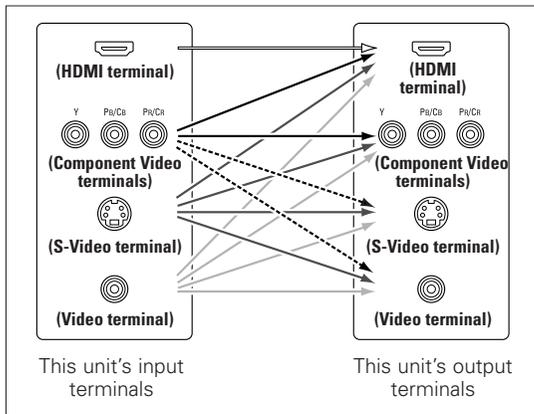 (HDMI terminal)
Y PB/CB PR/CR
(Component Video
terminals)
(S-Video terminal)
(Video terminal)
This unit's input
terminals
(HDMI
terminal)
Y PB/CB PR/CR
(Component Video
terminals)
(S-Video terminal)
(Video terminal)
This unit's output
terminals